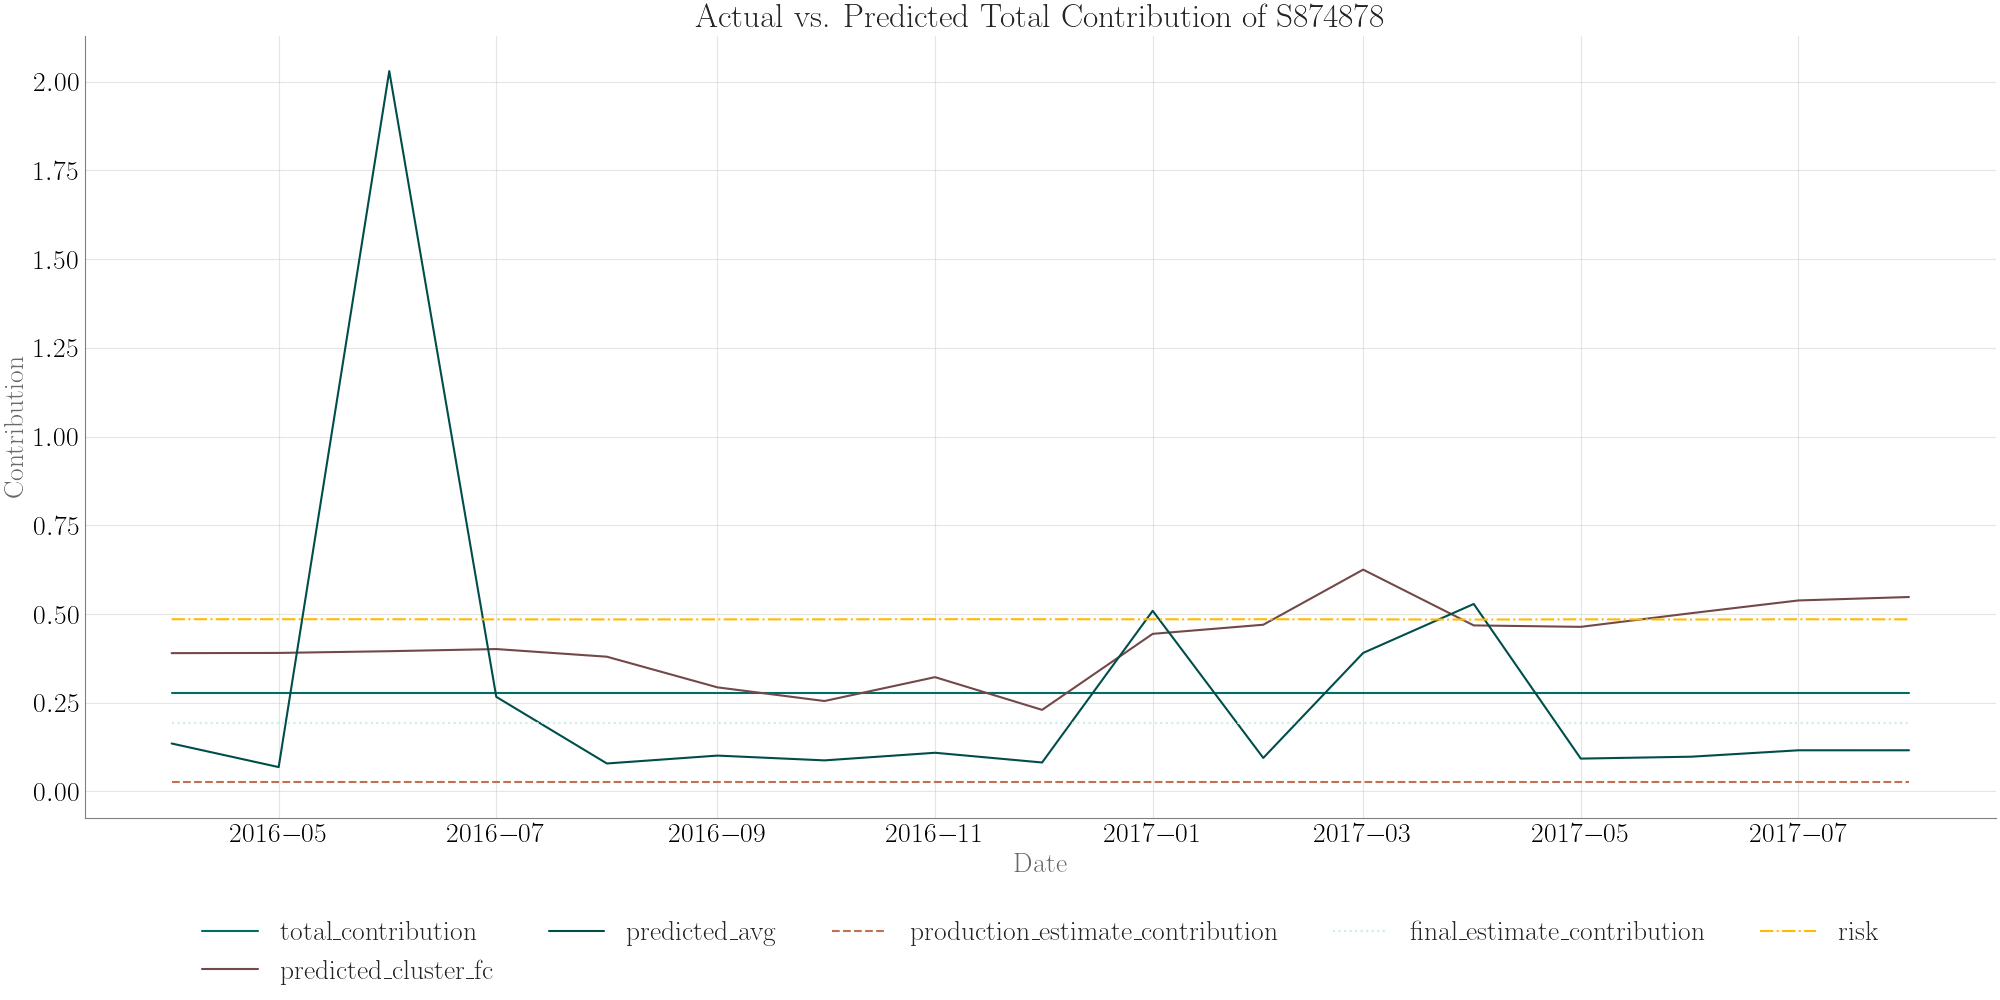 Actual vs. Predicted Total Contribution of S874878
Contribution
2.00
1.75
1.50
1.25
1.00
0.75
0.50
0.25
0.00
2016–05 2016–07 2016–09 2016–11 2017–01 2017–03 2017–05 2017–07
Date
total_contribution predicted_avg production_estimate_contribution final_estimate_contribution risk
predicted_cluster_fc